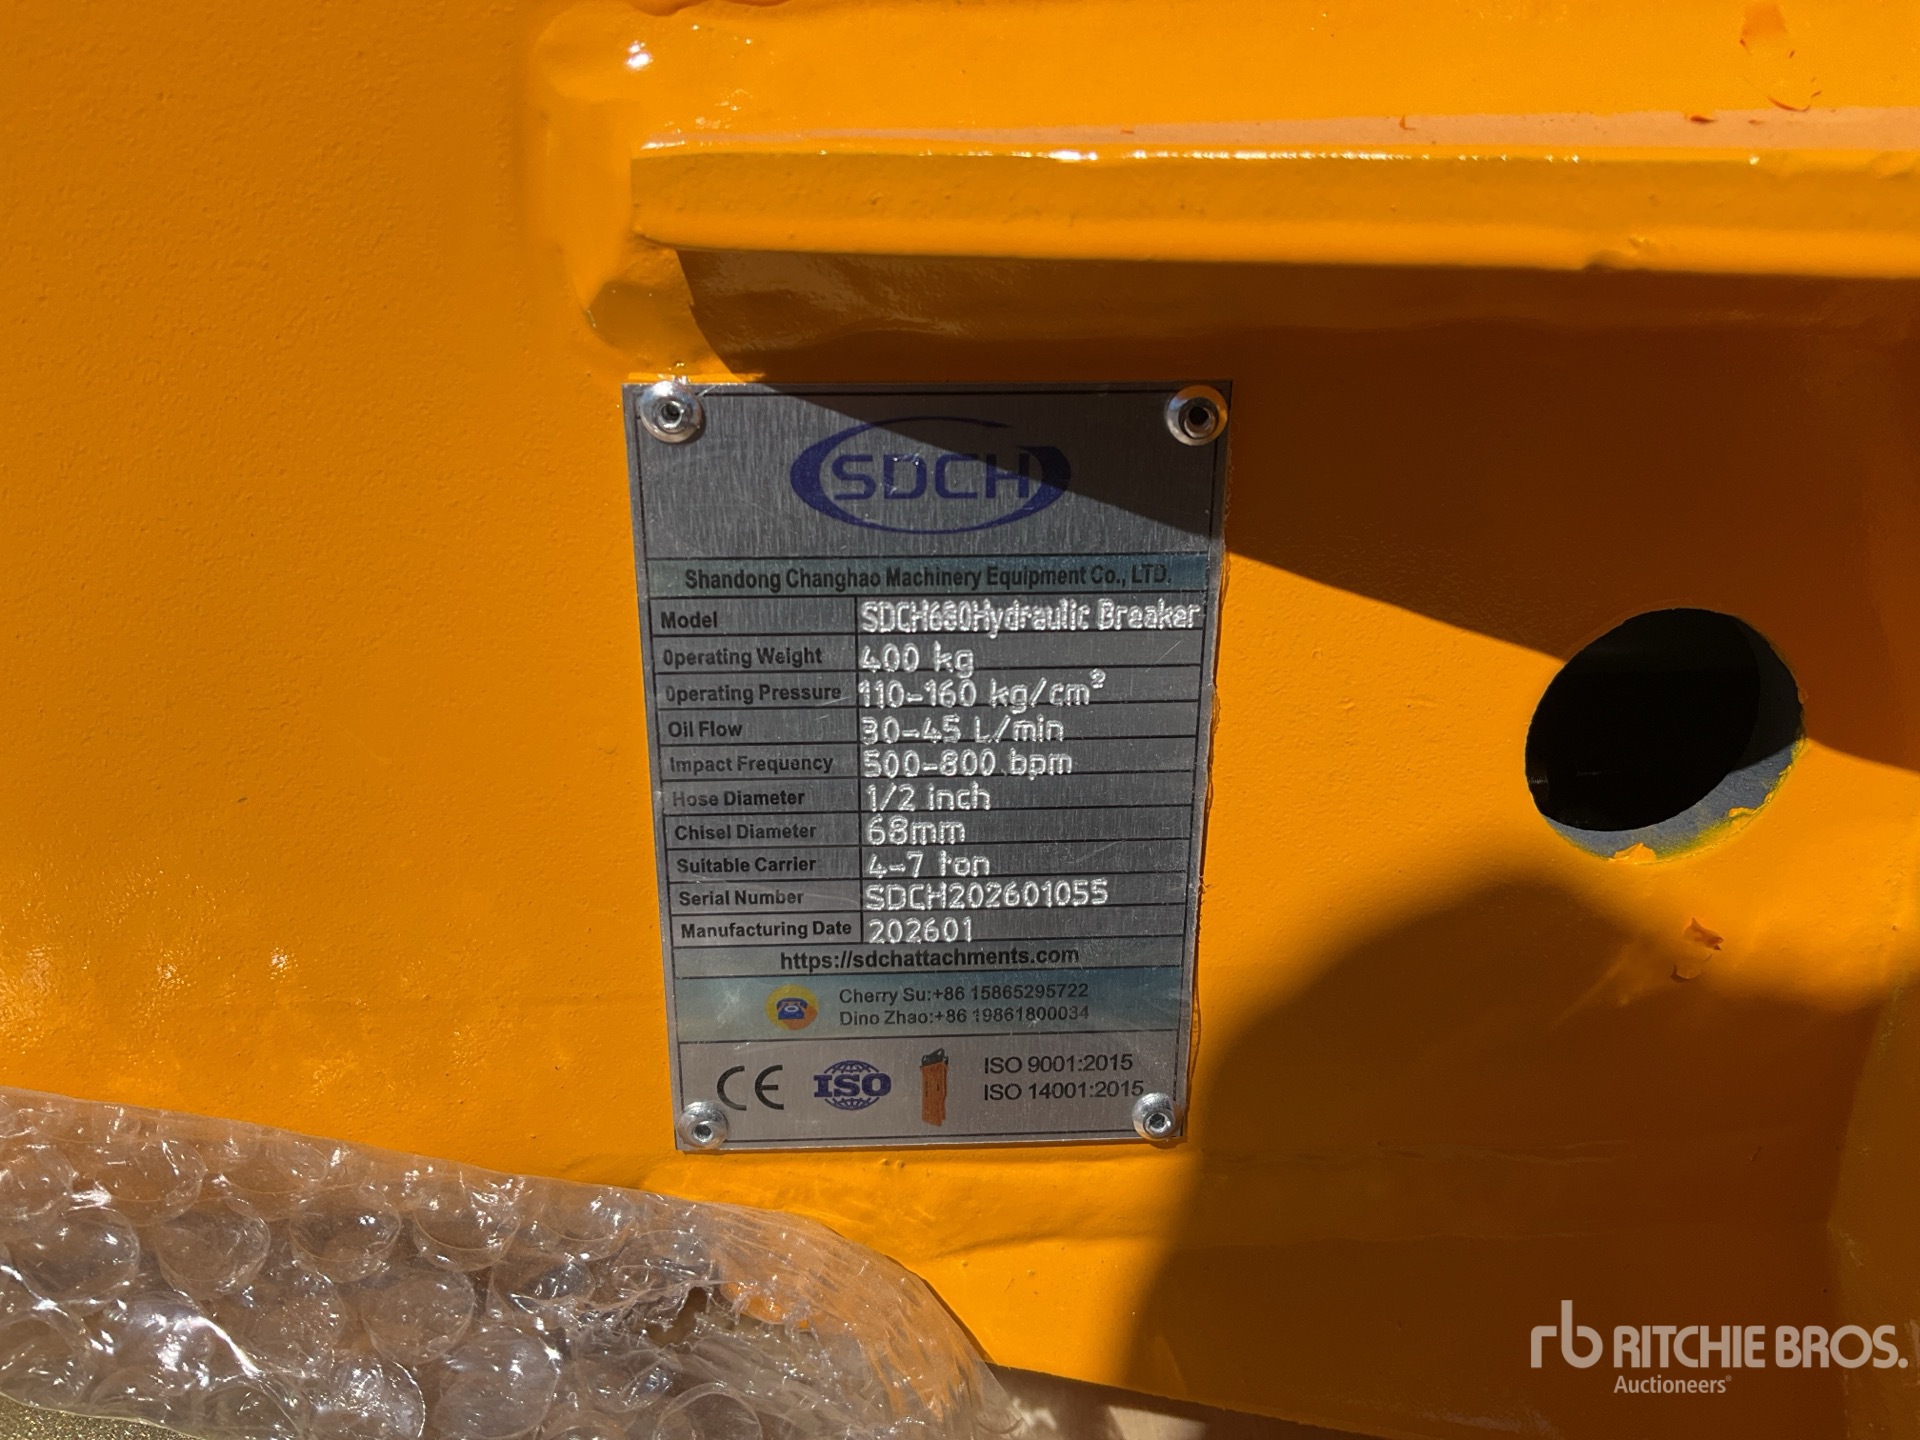 SDCH
Shandong Changhao Machinery Equipment Co., LTD.
Model SDCH680Hydraulic Breaker
Operating Weight 400 kg
Operating Pressure 110-160 kg/cm²
Oil Flow 30-45 L/min
Impact Frequency 500-800 bpm
Hose Diameter 1/2 inch
Chisel Diameter 68mm
Suitable Carrier 4-7 ton
Serial Number SDCH202601055
Manufacturing Date 202601
https://sdchattachments.com
Cherry Su:+86 15865295722
Dino Zhao:+86 19861800034
CE ISO ISO 9001:2015
ISO 14001:2015
rb RITCHIE BROS.
Auctioneers®